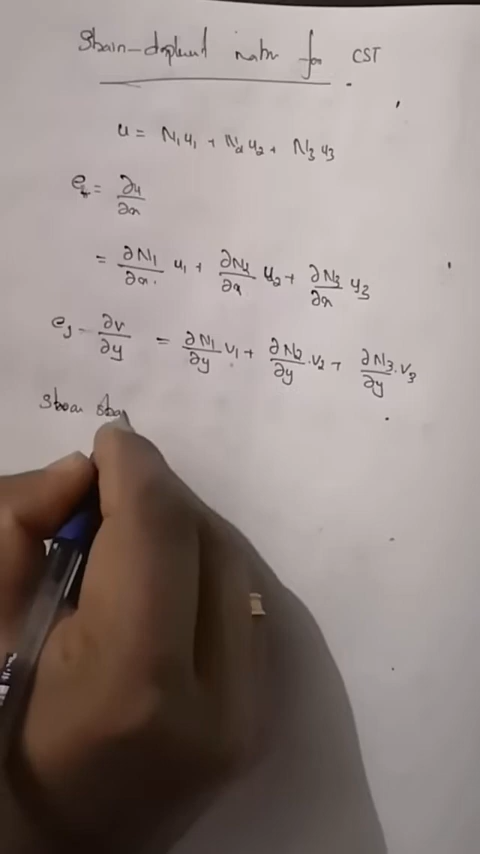 Strain-displacement matrix for CST
u = N₁u₁ + N₂u₂ + N₃u₃
eₓ = ∂u/∂x
= ∂N₁/∂x. u₁ + ∂N₂/∂x u₂ + ∂N₃/∂x u₃
eᵧ = ∂v/∂y = ∂N₁/∂y v₁ + ∂N₂/∂y . v₂ + ∂N₃/∂y . v₃
Shear